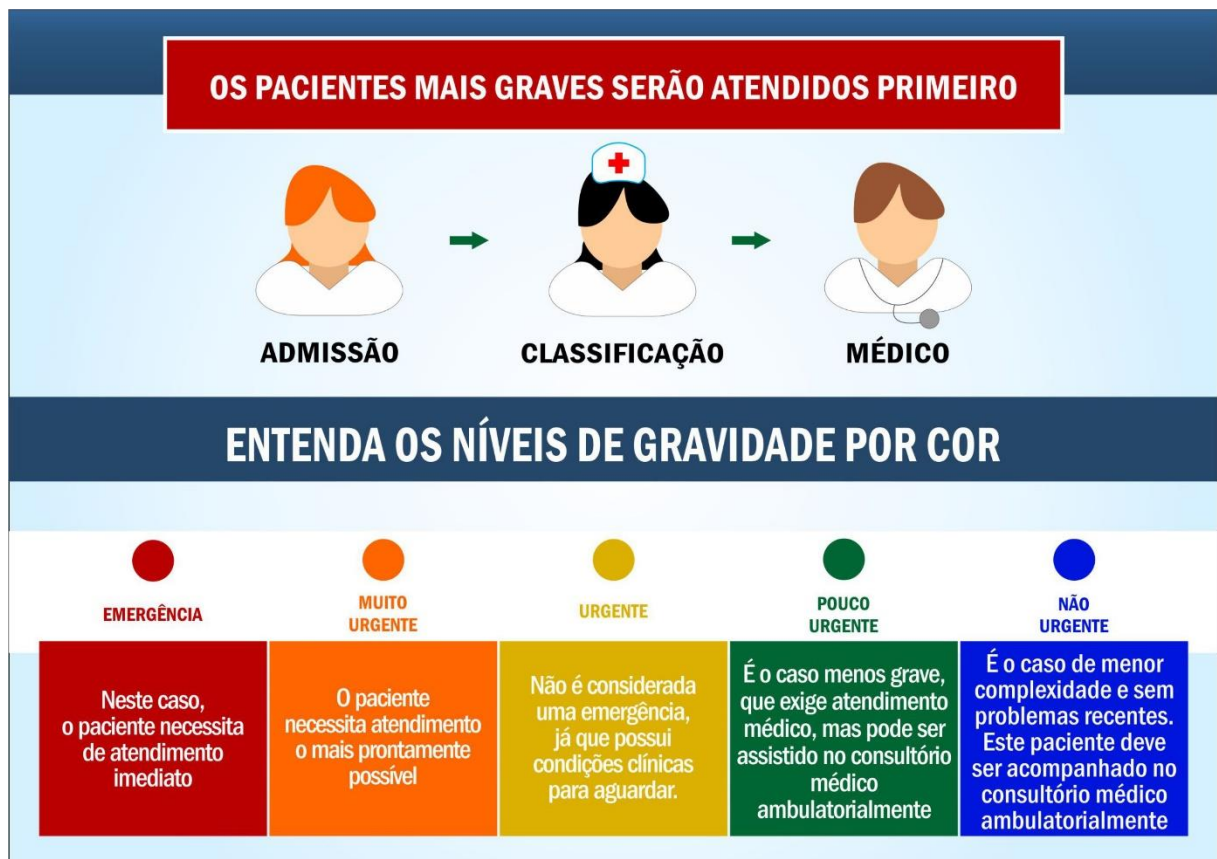 OS PACIENTES MAIS GRAVES SERÃO ATENDIDOS PRIMEIRO
ADMISSÃO
CLASSIFICAÇÃO
MÉDICO
ENTENDA OS NÍVEIS DE GRAVIDADE POR COR
EMERGÊNCIA
Neste caso,
o paciente necessita
de atendimento
imediato
MUITO
URGENTE
O paciente
necessita atendimento
o mais prontamente
possível
URGENTE
Não é considerada
uma emergência,
já que possui
condições clínicas
para aguardar.
POUCO
URGENTE
É o caso menos grave,
que exige atendimento
médico, mas pode ser
assistido no consultório
médico
ambulatorialmente
NÃO
URGENTE
É o caso de menor
complexidade e sem
problemas recentes.
Este paciente deve
ser acompanhado no
consultório médico
ambulatorialmente